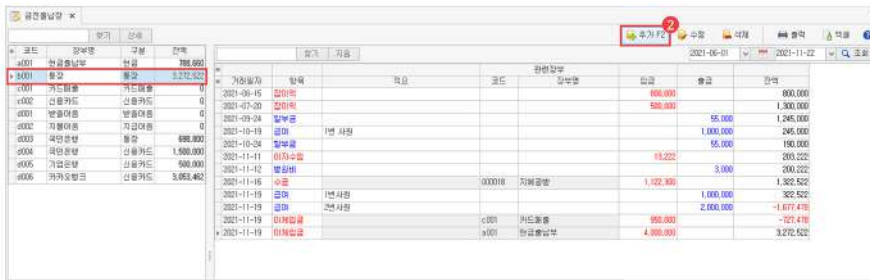 금전출납장 ×
찾기 상세
2
추가-F2 수정 삭제 출력 엑셀
코드 장부명 구분 잔액
a001 현금출납부 현금 788,660
b001 통장 통장 3,272,522
c001 카드매출 카드매출 0
c002 신용카드 신용카드 0
d001 받을어음 받을어음 0
d002 지불어음 지급어음 0
d003 국민은행 통장 698,800
d004 국민은행 신용카드 1,500,000
d005 기업은행 신용카드 500,000
d006 카카오뱅크 신용카드 3,053,462
찾기 지움 2021-06-01 2021-11-22 조회
관련장부
거래일자 항목 적요 코드 장부명 입금 출금 잔액
2021-06-15 잡이익 800,000 800,000
2021-07-20 잡이익 500,000 1,300,000
2021-09-24 할부금 55,000 1,245,000
2021-10-19 급여 1번 사원 1,000,000 245,000
2021-10-24 할부금 55,000 190,000
2021-11-11 이자수입 13,222 203,222
2021-11-12 병원비 3,000 200,222
2021-11-16 수금 000018 지혜공방 1,122,300 1,322,522
2021-11-19 급여 1번사원 1,000,000 322,522
2021-11-19 급여 2번사원 2,000,000 -1,677,478
2021-11-19 이체입금 c001 카드매출 950,000 -727,478
2021-11-19 이체입금 a001 현금출납부 4,000,000 3,272,522